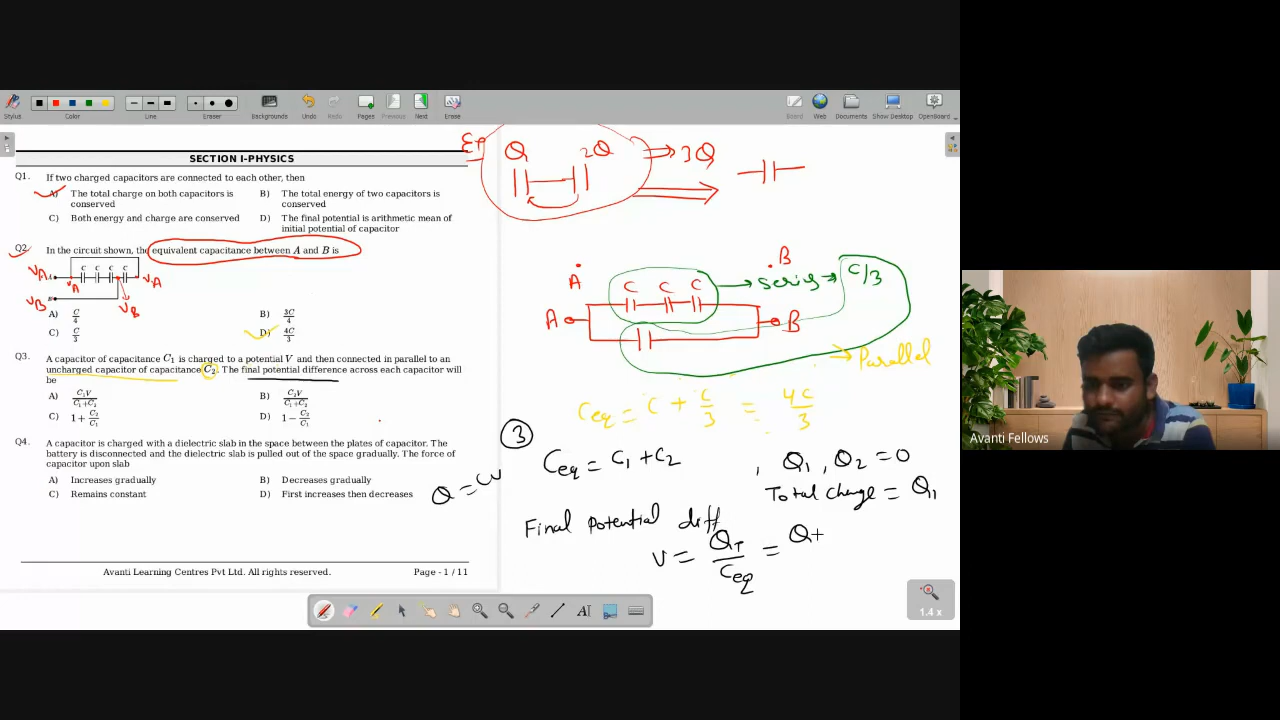 Stylus
Color
Line
Eraser
Backgrounds
Undo
Redo
Pages
Previous
Next
Erase
Board
Web
Documents
Show Desktop
OpenBoard
SECTION I-PHYSICS
Q1. If two charged capacitors are connected to each other, then
A) The total charge on both capacitors is conserved
B) The total energy of two capacitors is conserved
C) Both energy and charge are conserved
D) The final potential is arithmetic mean of initial potential of capacitor
Q2. In the circuit shown, the equivalent capacitance between A and B is
C C C C
VA
VA
VA
VB
VB
A) C/4
B) 3C/4
C) C/3
D) 4C/3
Q3. A capacitor of capacitance C₁ is charged to a potential V and then connected in parallel to an
uncharged capacitor of capacitance C₂. The final potential difference across each capacitor will
be
A) C₁V/(C₁+C₂)
B) C₂V/(C₁+C₂)
C) 1 + C₂/C₁
D) 1 − C₂/C₁
Q4. A capacitor is charged with a dielectric slab in the space between the plates of capacitor. The
battery is disconnected and the dielectric slab is pulled out of the space gradually. The force of
capacitor upon slab
A) Increases gradually
B) Decreases gradually
C) Remains constant
D) First increases then decreases
Avanti Learning Centres Pvt Ltd. All rights reserved.
Page - 1 / 11
Q 2Q ⇒ 3Q
A B
C C C → series → C/3
A B
→ Parallel
Ceq = C + C/3 = 4C/3
3
Ceq = C₁ + C₂ , Q₁, Q₂ = 0
Total charge = Q₁,
Q = CV
Final Potential diff
V = QT/Ceq = Q+
1.4 x
Avanti Fellows